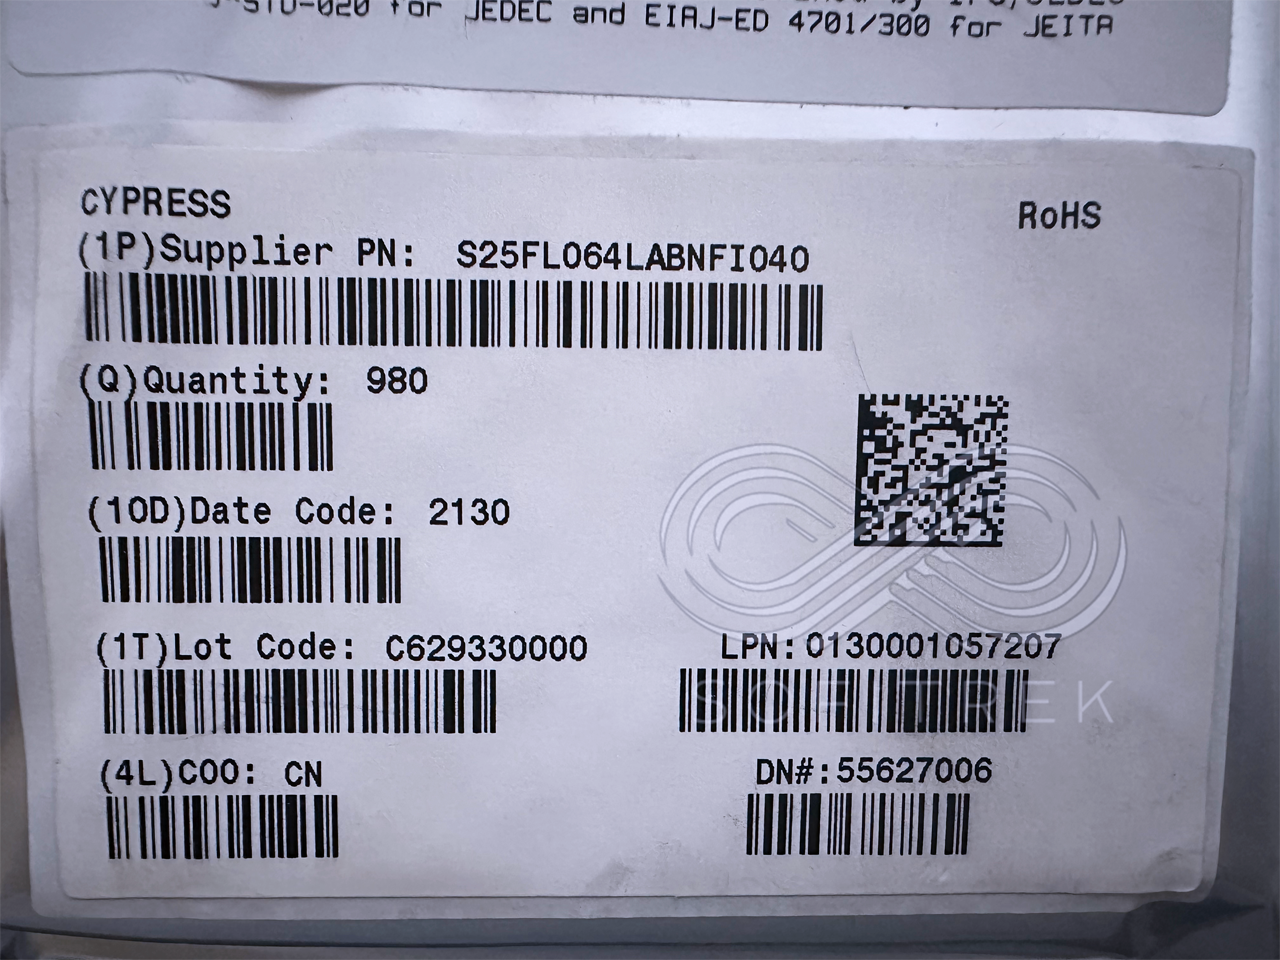 J-STD-020 for JEDEC and EIAJ-ED 4701/300 for JEITA
CYPRESS
RoHS
(1P)Supplier PN: S25FL064LABNFI040
(Q)Quantity: 980
(10D)Date Code: 2130
(1T)Lot Code: C629330000
LPN:0130001057207
SOFTREK
(4L)COO: CN
DN#:55627006